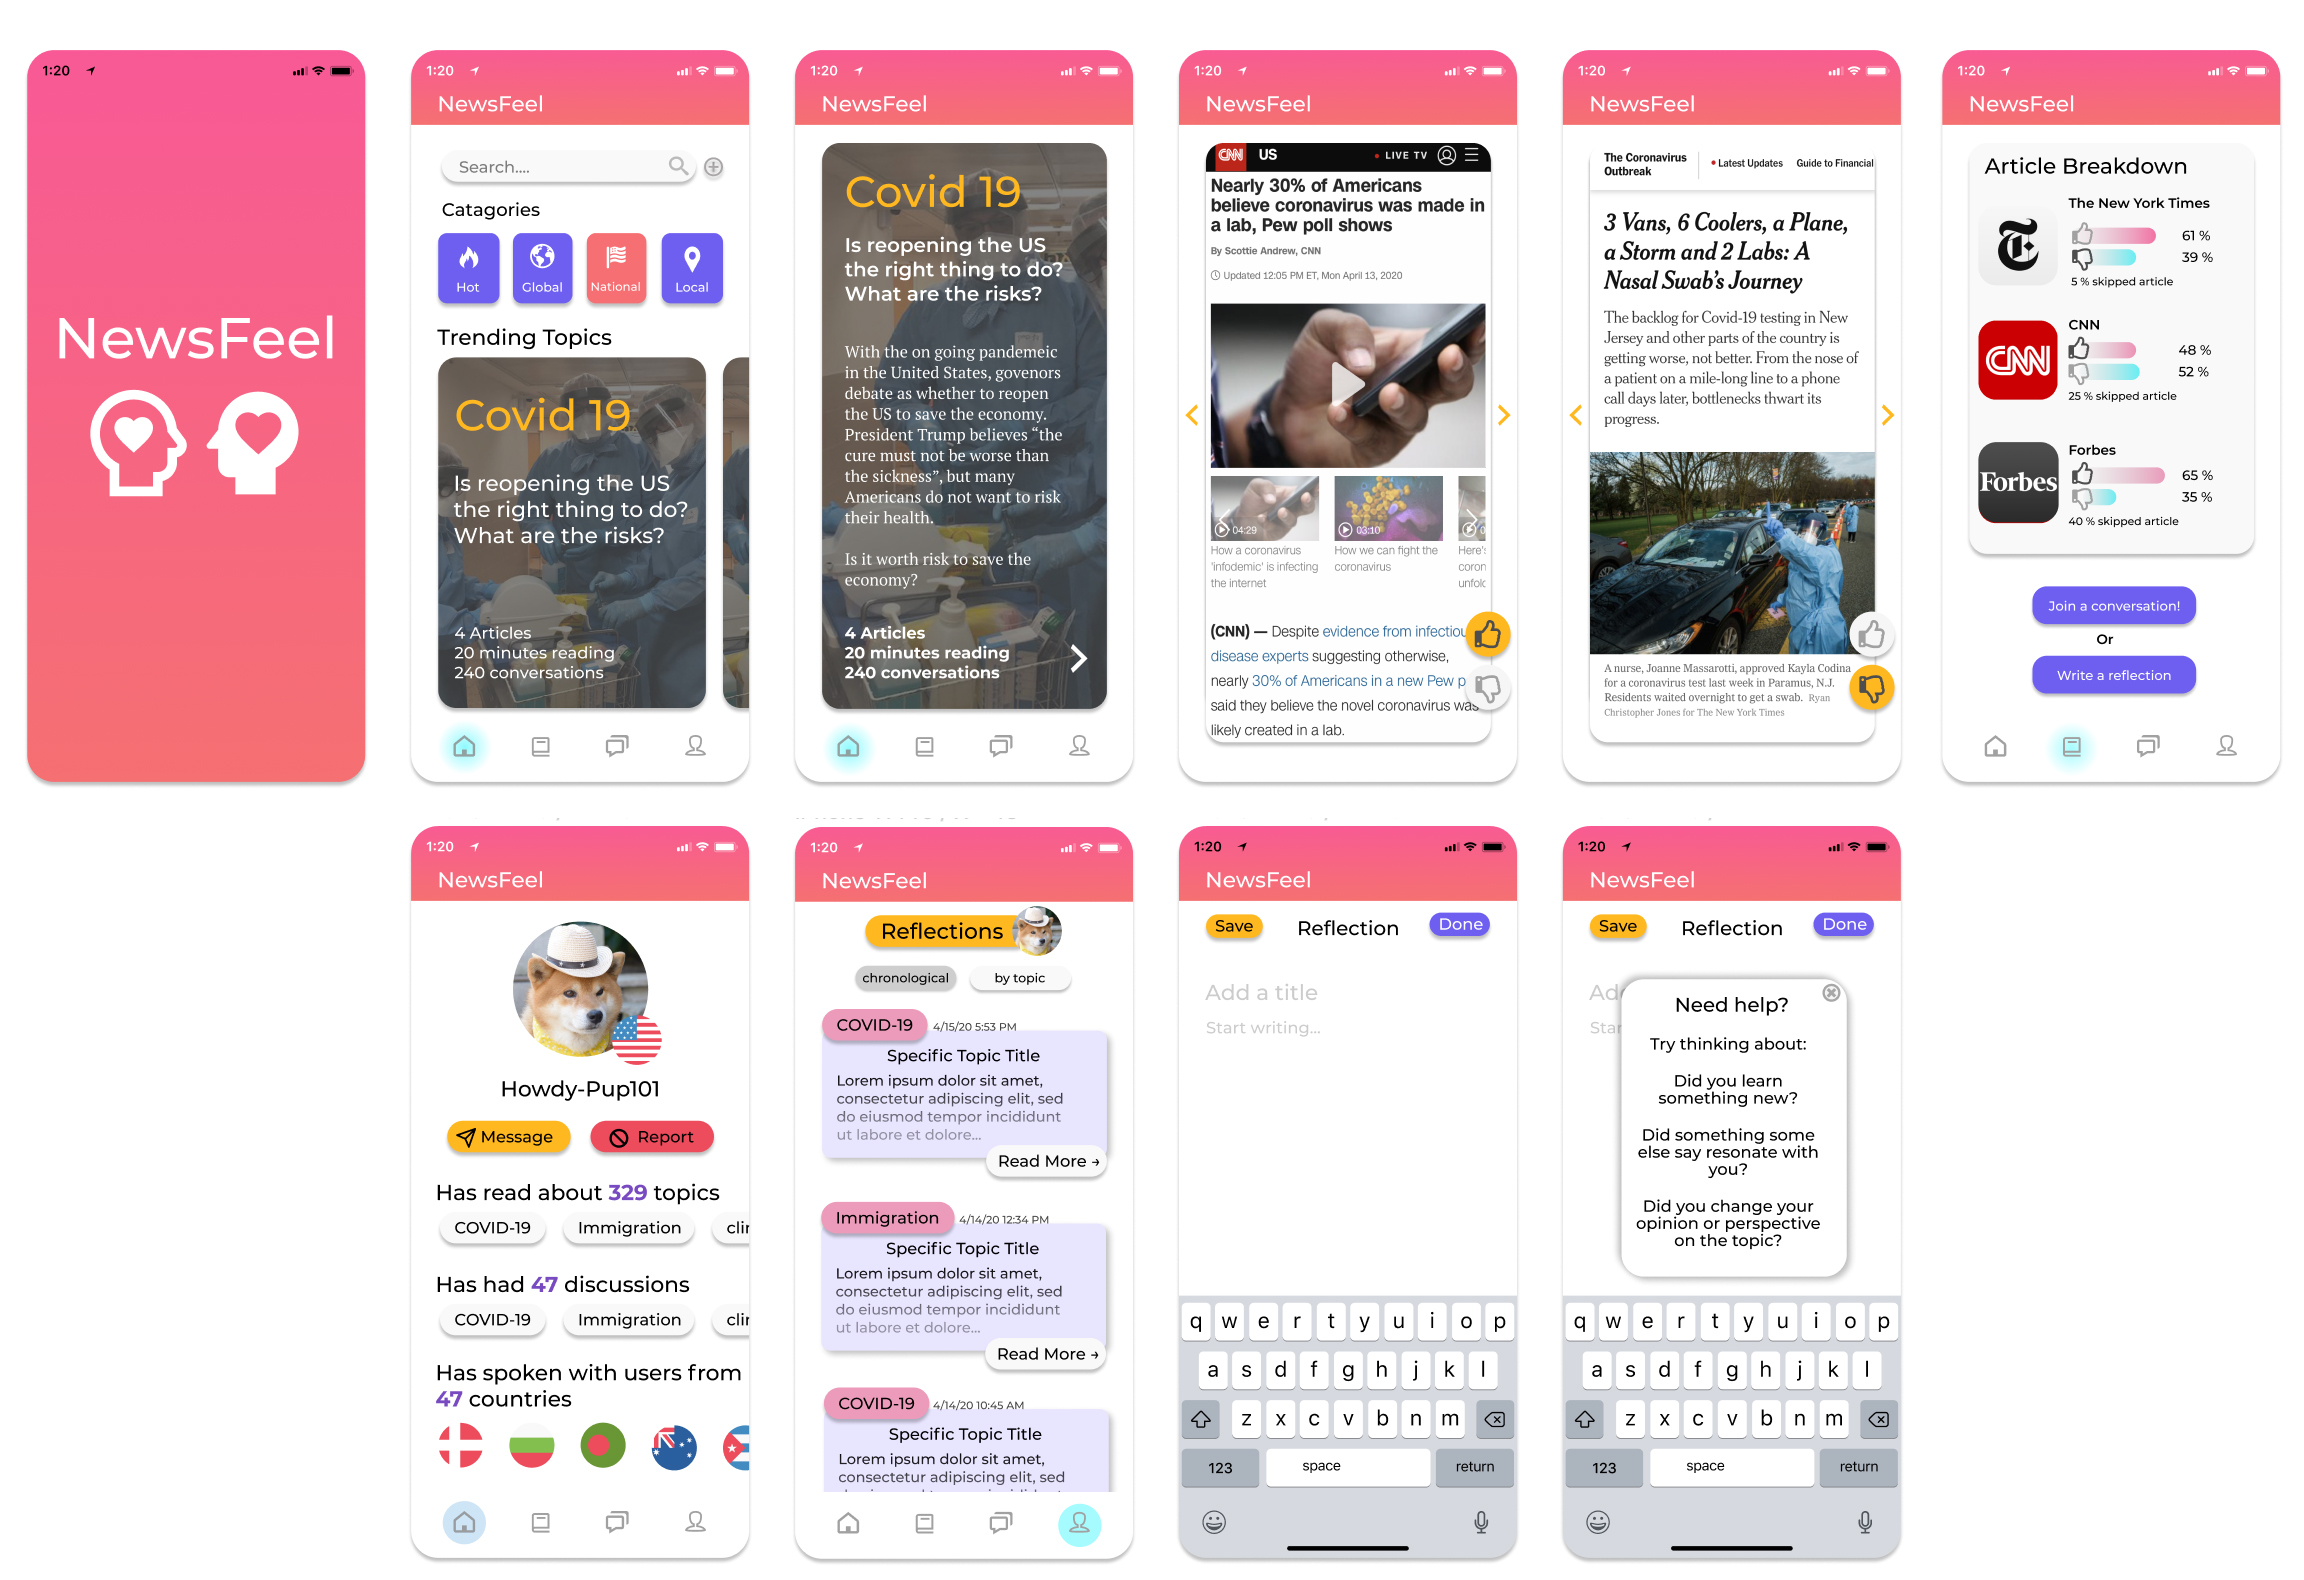 1:20
NewsFeel
1:20
NewsFeel
Search....
Catagories
Hot
Global
National
Local
Trending Topics
Covid 19
Is reopening the US
the right thing to do?
What are the risks?
4 Articles
20 minutes reading
240 conversations
1:20
NewsFeel
Covid 19
Is reopening the US
the right thing to do?
What are the risks?
With the on going pandemeic
in the United States, govenors
debate as whether to reopen
the US to save the economy.
President Trump believes “the
cure must not be worse than
the sickness”, but many
Americans do not want to risk
their health.
Is it worth risk to save the
economy?
4 Articles
20 minutes reading
240 conversations
1:20
NewsFeel
CNN US • LIVE TV
Nearly 30% of Americans
believe coronavirus was made in
a lab, Pew poll shows
By Scottie Andrew, CNN
Updated 12:05 PM ET, Mon April 13, 2020
04:29
03:10
How a coronavirus
'infodemic' is infecting
the internet
How we can fight the
coronavirus
Here's
coron
unfold
(CNN) — Despite evidence from infectiou
disease experts suggesting otherwise,
nearly 30% of Americans in a new Pew p
said they believe the novel coronavirus was
likely created in a lab.
1:20
NewsFeel
The Coronavirus
Outbreak
• Latest Updates Guide to Financial
3 Vans, 6 Coolers, a Plane,
a Storm and 2 Labs: A
Nasal Swab’s Journey
The backlog for Covid-19 testing in New
Jersey and other parts of the country is
getting worse, not better. From the nose of
a patient on a mile-long line to a phone
call days later, bottlenecks thwart its
progress.
A nurse, Joanne Massarotti, approved Kayla Codina
for a coronavirus test last week in Paramus, N.J.
Residents waited overnight to get a swab. Ryan
Christopher Jones for The New York Times
1:20
NewsFeel
Article Breakdown
The New York Times
61 %
39 %
5 % skipped article
CNN
CNN
48 %
52 %
25 % skipped article
Forbes
Forbes
65 %
35 %
40 % skipped article
Join a conversation!
Or
Write a reflection
1:20
NewsFeel
Howdy-Pup101
Message
Report
Has read about 329 topics
COVID-19
Immigration
clir
Has had 47 discussions
COVID-19
Immigration
clir
Has spoken with users from
47 countries
1:20
NewsFeel
Reflections
chronological
by topic
COVID-19 4/15/20 5:53 PM
Specific Topic Title
Lorem ipsum dolor sit amet,
consectetur adipiscing elit, sed
do eiusmod tempor incididunt
ut labore et dolore...
Read More →
Immigration 4/14/20 12:34 PM
Specific Topic Title
Lorem ipsum dolor sit amet,
consectetur adipiscing elit, sed
do eiusmod tempor incididunt
ut labore et dolore...
Read More →
COVID-19 4/14/20 10:45 AM
Specific Topic Title
Lorem ipsum dolor sit amet,
consectetur adipiscing elit, sed
1:20
NewsFeel
Save Reflection Done
Add a title
Start writing...
q w e r t y u i o p
a s d f g h j k l
z x c v b n m
123 space return
1:20
NewsFeel
Save Reflection Done
Ad
Star
Need help?
Try thinking about:
Did you learn
something new?
Did something some
else say resonate with
you?
Did you change your
opinion or perspective
on the topic?
q w e r t y u i o p
a s d f g h j k l
z x c v b n m
123 space return